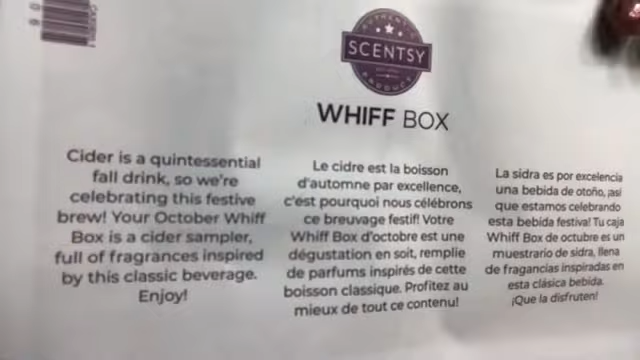 AUTHENTIC
SCENTSY
PRODUCT
WHIFF BOX
Cider is a quintessential
fall drink, so we're
celebrating this festive
brew! Your October Whiff
Box is a cider sampler,
full of fragrances inspired
by this classic beverage.
Enjoy!
Le cidre est la boisson
d'automne par excellence,
c'est pourquoi nous célébrons
ce breuvage festif! Votre
Whiff Box d'octobre est une
dégustation en soit, remplie
de parfums inspirés de cette
boisson classique. Profitez au
mieux de tout ce contenu!
La sidra es por excelencia
una bebida de otoño, ¡así
que estamos celebrando
esta bebida festiva! Tu caja
Whiff Box de octubre es un
muestrario de sidra, llena
de fragancias inspiradas en
esta clásica bebida.
¡Que la disfruten!